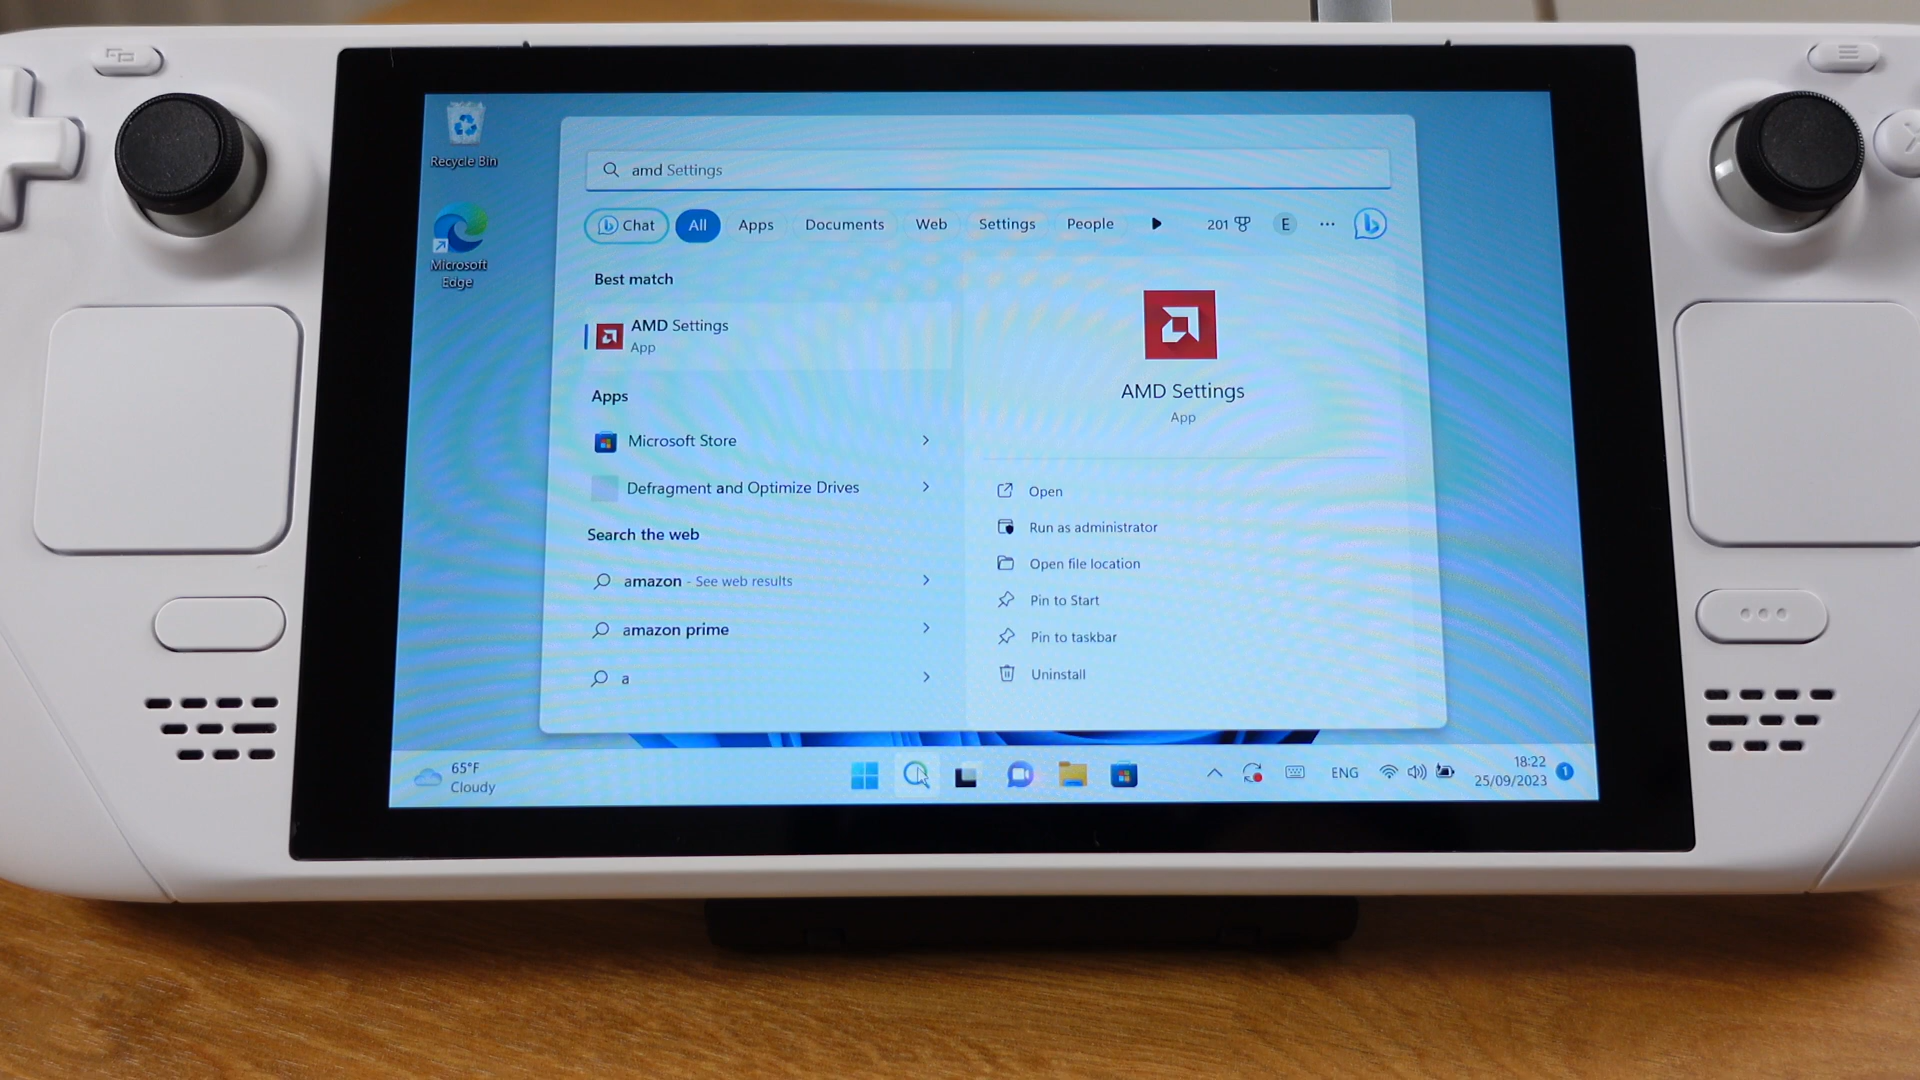 Recycle Bin
Microsoft
Edge
amd Settings
Chat
All
Apps
Documents
Web
Settings
People
201
E
...
Best match
AMD Settings
App
Apps
Microsoft Store
Defragment and Optimize Drives
Search the web
amazon - See web results
amazon prime
a
AMD Settings
App
Open
Run as administrator
Open file location
Pin to Start
Pin to taskbar
Uninstall
65°F
Cloudy
ENG
18:22
25/09/2023
1
X